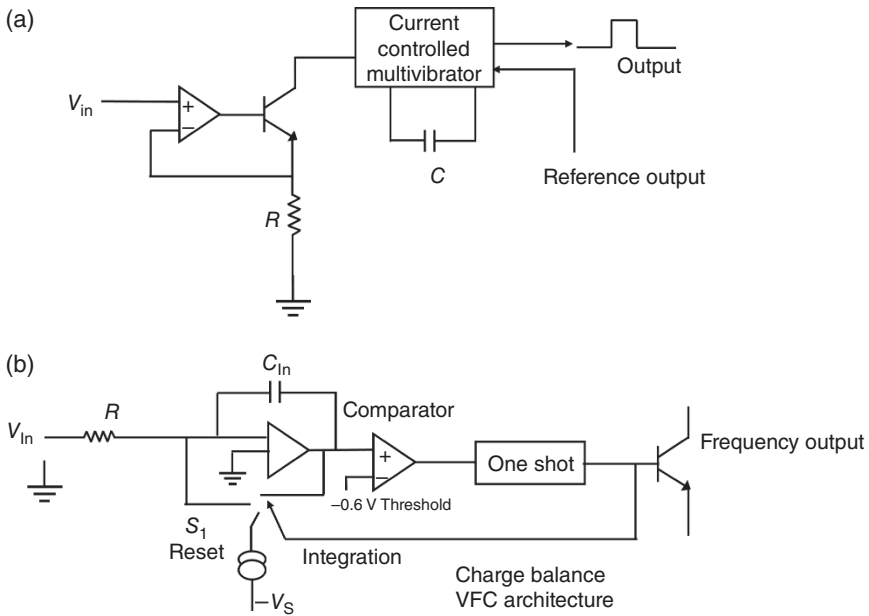 (a)
Current
controlled
multivibrator
Output
V_in
+
−
C
Reference output
R
(b)
C_In
R
Comparator
V_In
Frequency output
+
One shot
−
−0.6 V Threshold
S_1
Reset
Integration
Charge balance
VFC architecture
−V_S